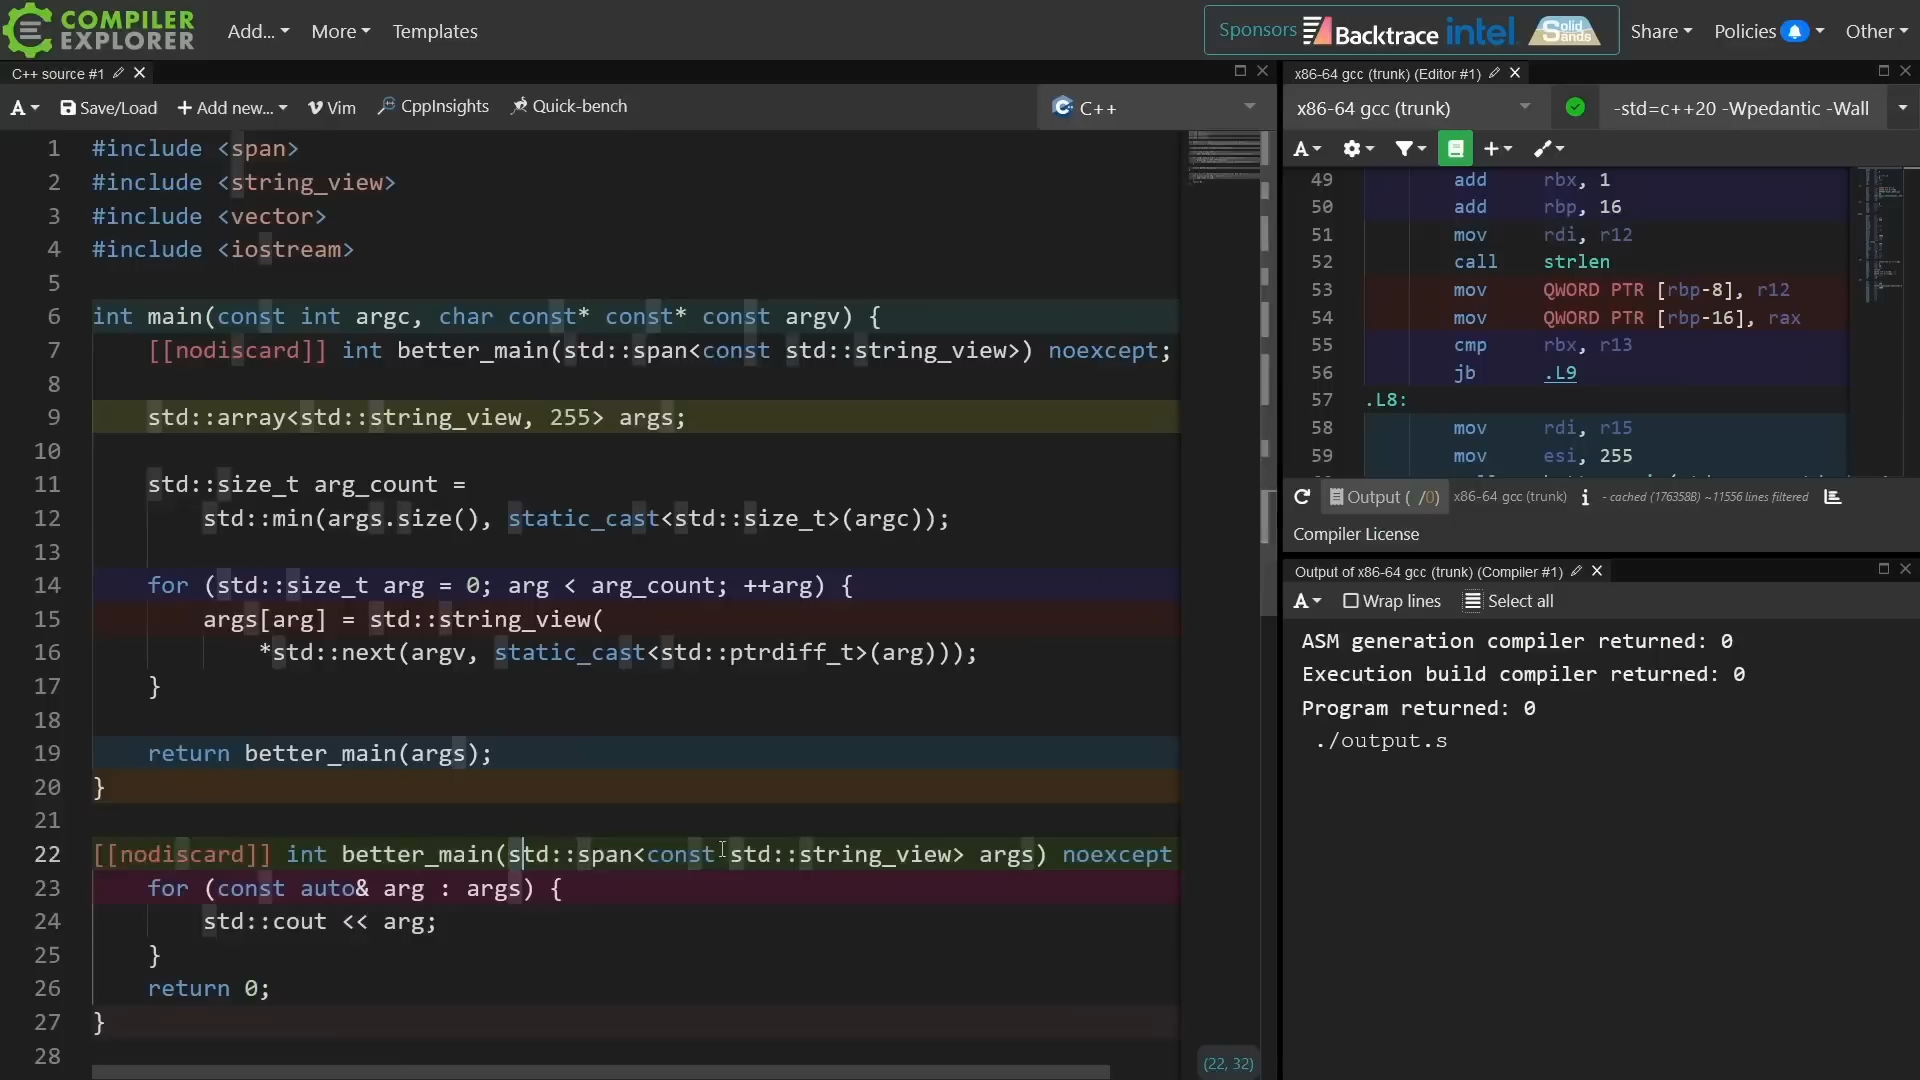 COMPILER EXPLORER Add... More Templates Sponsors Backtrace intel Solid Sands Share Policies Other
C++ source #1
A Save/Load + Add new... Vim CppInsights Quick-bench C++
1 #include <span>
2 #include <string_view>
3 #include <vector>
4 #include <iostream>
5
6 int main(const int argc, char const* const* const argv) {
7 [[nodiscard]] int better_main(std::span<const std::string_view>) noexcept;
8
9 std::array<std::string_view, 255> args;
10
11 std::size_t arg_count =
12 std::min(args.size(), static_cast<std::size_t>(argc));
13
14 for (std::size_t arg = 0; arg < arg_count; ++arg) {
15 args[arg] = std::string_view(
16 *std::next(argv, static_cast<std::ptrdiff_t>(arg)));
17 }
18
19 return better_main(args);
20 }
21
22 [[nodiscard]] int better_main(std::span<const std::string_view> args) noexcept
23 for (const auto& arg : args) {
24 std::cout << arg;
25 }
26 return 0;
27 }
28
(22, 32)
x86-64 gcc (trunk) (Editor #1)
x86-64 gcc (trunk) -std=c++20 -Wpedantic -Wall
A
49 add rbx, 1
50 add rbp, 16
51 mov rdi, r12
52 call strlen
53 mov QWORD PTR [rbp-8], r12
54 mov QWORD PTR [rbp-16], rax
55 cmp rbx, r13
56 jb .L9
57 .L8:
58 mov rdi, r15
59 mov esi, 255
Output ( /0) x86-64 gcc (trunk) i - cached (176358B) ~11556 lines filtered
Compiler License
Output of x86-64 gcc (trunk) (Compiler #1)
A Wrap lines Select all
ASM generation compiler returned: 0
Execution build compiler returned: 0
Program returned: 0
./output.s